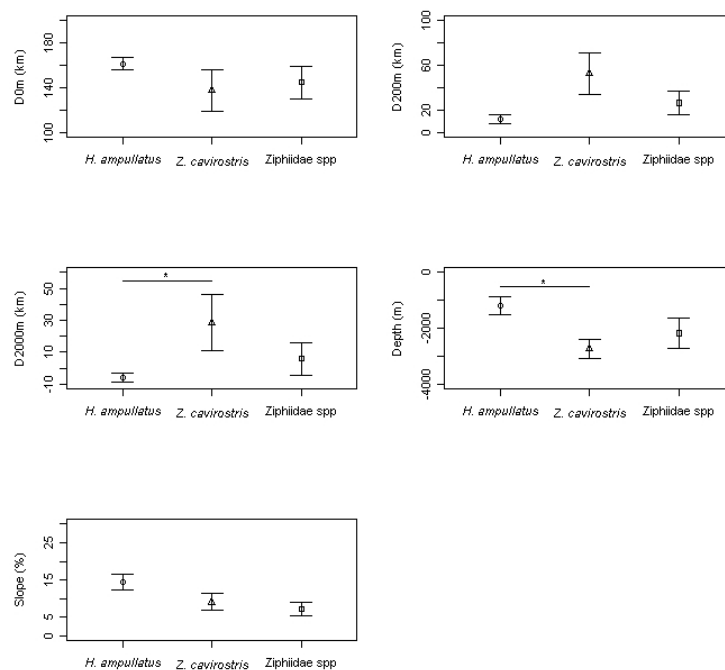 D0m (km)
180
140
100
H. ampullatus Z. cavirostris Ziphiidae spp
D200m (km)
100
60
20
0
H. ampullatus Z. cavirostris Ziphiidae spp
D2000m (km)
50
30
10
-10
*
H. ampullatus Z. cavirostris Ziphiidae spp
Depth (m)
0
-2000
-4000
*
H. ampullatus Z. cavirostris Ziphiidae spp
Slope (%)
25
15
5
0
H. ampullatus Z. cavirostris Ziphiidae spp